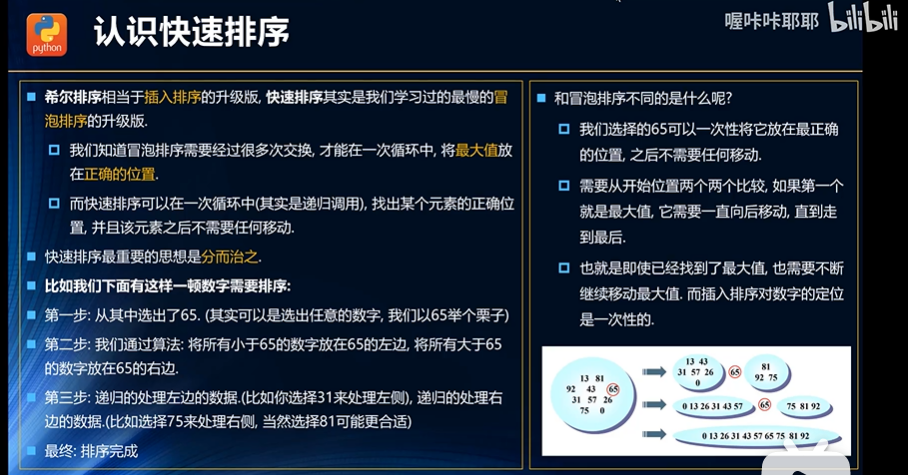 python
认识快速排序
喔咔咔耶耶 bilibili
希尔排序相当于插入排序的升级版, 快速排序其实是我们学习过的最慢的冒
泡排序的升级版.
我们知道冒泡排序需要经过很多次交换, 才能在一次循环中, 将最大值放
在正确的位置.
而快速排序可以在一次循环中(其实是递归调用), 找出某个元素的正确位
置, 并且该元素之后不需要任何移动.
快速排序最重要的思想是分而治之.
比如我们下面有这样一顿数字需要排序:
第一步: 从其中选出了65. (其实可以是选出任意的数字, 我们以65举个栗子)
第二步: 我们通过算法: 将所有小于65的数字放在65的左边, 将所有大于65
的数字放在65的右边.
第三步: 递归的处理左边的数据.(比如你选择31来处理左侧), 递归的处理右
边的数据.(比如选择75来处理右侧, 当然选择81可能更合适)
最终: 排序完成
和冒泡排序不同的是什么呢?
我们选择的65可以一次性将它放在最正确
的位置, 之后不需要任何移动.
需要从开始位置两个两个比较, 如果第一个
就是最大值, 它需要一直向后移动, 直到走
到最后.
也就是即使已经找到了最大值, 也需要不断
继续移动最大值. 而插入排序对数字的定位
是一次性的.
13 81
92 43 65
31 57 26
75 0
13 43
31 57 26
0
65
81
92 75
0 13 26 31 43 57
65
75 81 92
0 13 26 31 43 57 65 75 81 92